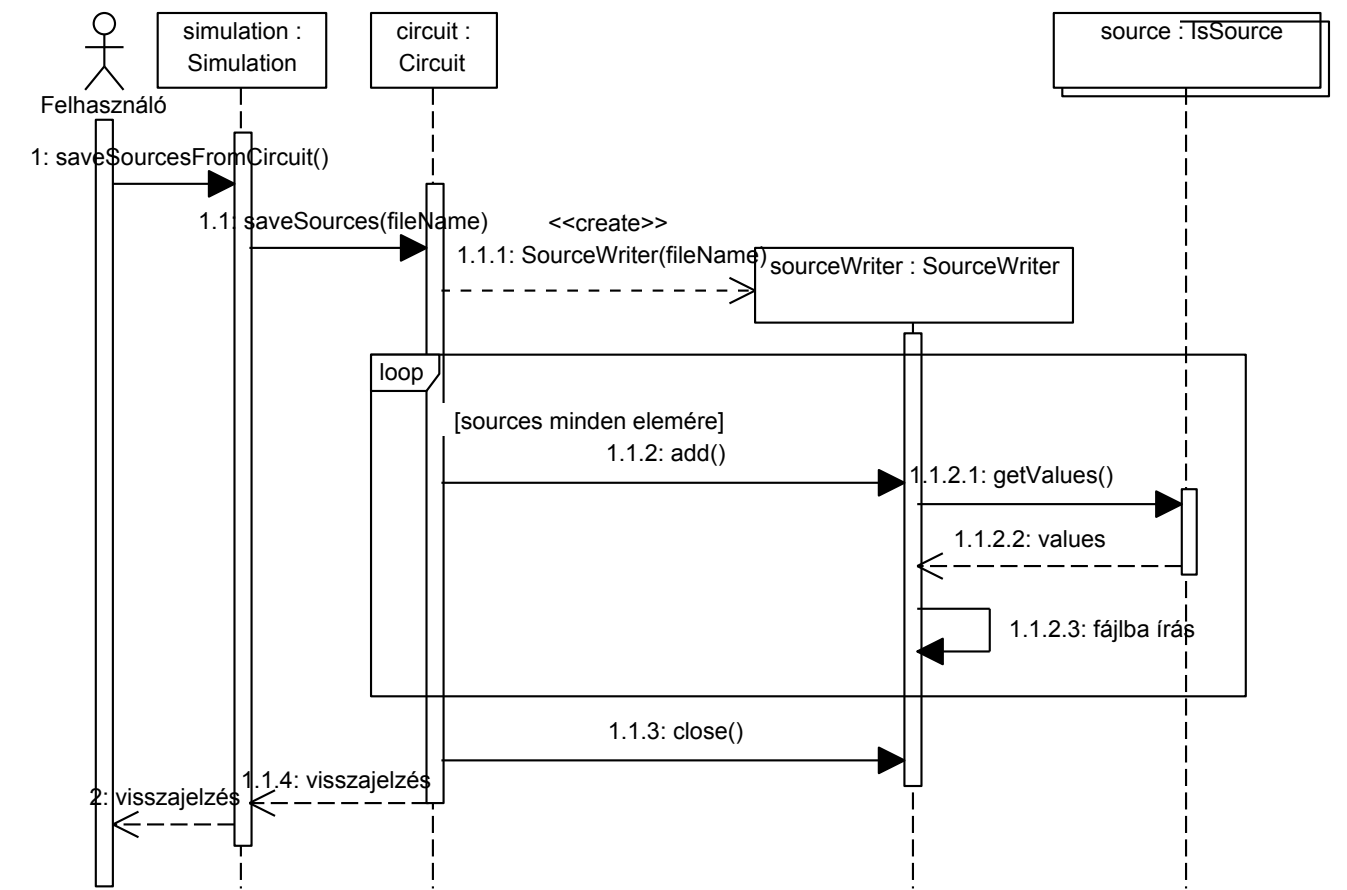 simulation :
Simulation
circuit :
Circuit
source : IsSource
Felhasználó
1: saveSourcesFromCircuit()
1.1: saveSources(fileName)
<<create>>
1.1.1: SourceWriter(fileName)
sourceWriter : SourceWriter
loop
[sources minden elemére]
1.1.2: add()
1.1.2.1: getValues()
1.1.2.2: values
1.1.2.3: fájlba írás
1.1.3: close()
1.1.4: visszajelzés
2: visszajelzés